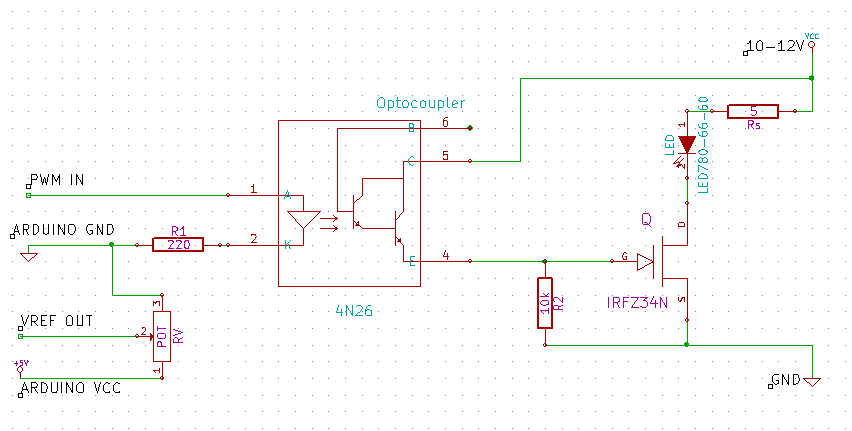 VCC
10-12V
Optocoupler
B 6
5
Rs
LED780-66-60
1
LED
2
C 5
PWM IN
1 A
ARDUINO GND
R1
220
2 K
Q
D
G
S
E 4
10k
R2
IRFZ34N
4N26
VREF OUT
3
2
POT
RV
1
+5V
ARDUINO VCC
GND